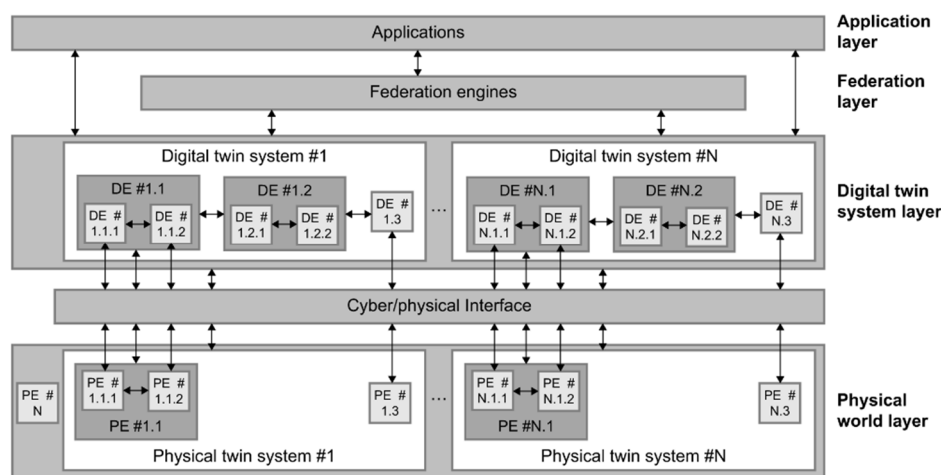 Applications
Application
layer
Federation engines
Federation
layer
Digital twin system #1
Digital twin system #N
DE #1.1
DE #1.2
DE #N.1
DE #N.2
DE #
1.1.1
DE #
1.1.2
DE #
1.2.1
DE #
1.2.2
DE #
1.3
...
DE #
N.1.1
DE #
N.1.2
DE #
N.2.1
DE #
N.2.2
DE #
N.3
Digital twin
system layer
Cyber/physical Interface
PE #
N
PE #
1.1.1
PE #
1.1.2
PE #1.1
PE #
1.3
Physical twin system #1
...
PE #
N.1.1
PE #
N.1.2
PE #N.1
PE #
N.3
Physical twin system #N
Physical
world layer